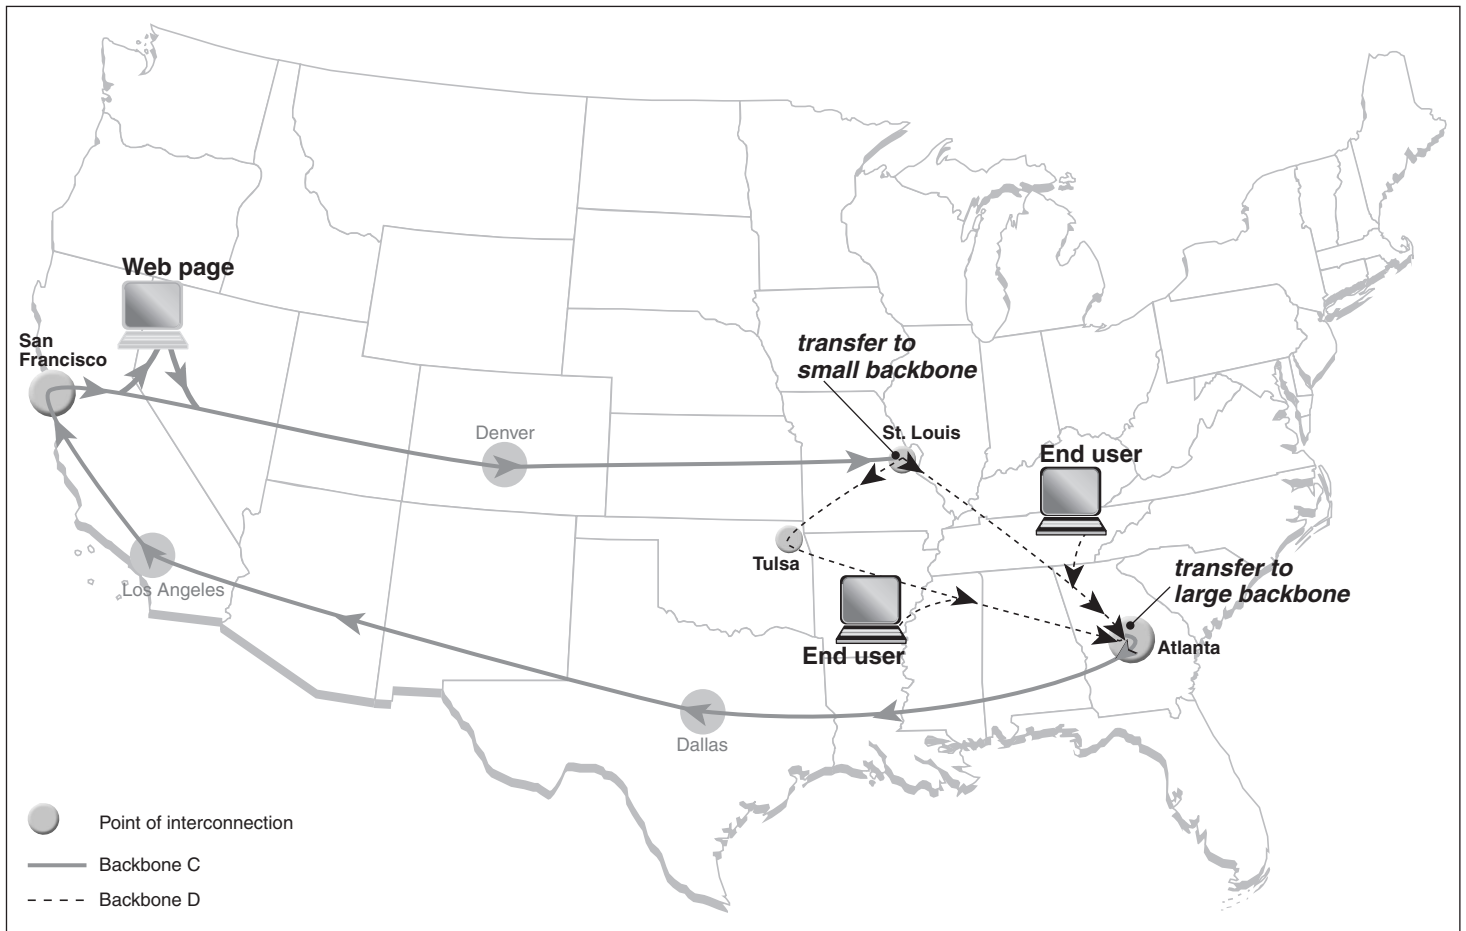 Web page
San
Francisco
transfer to
small backbone
Denver
St. Louis
End user
Tulsa
transfer to
large backbone
Los Angeles
End user
Atlanta
Dallas
Point of interconnection
Backbone C
Backbone D